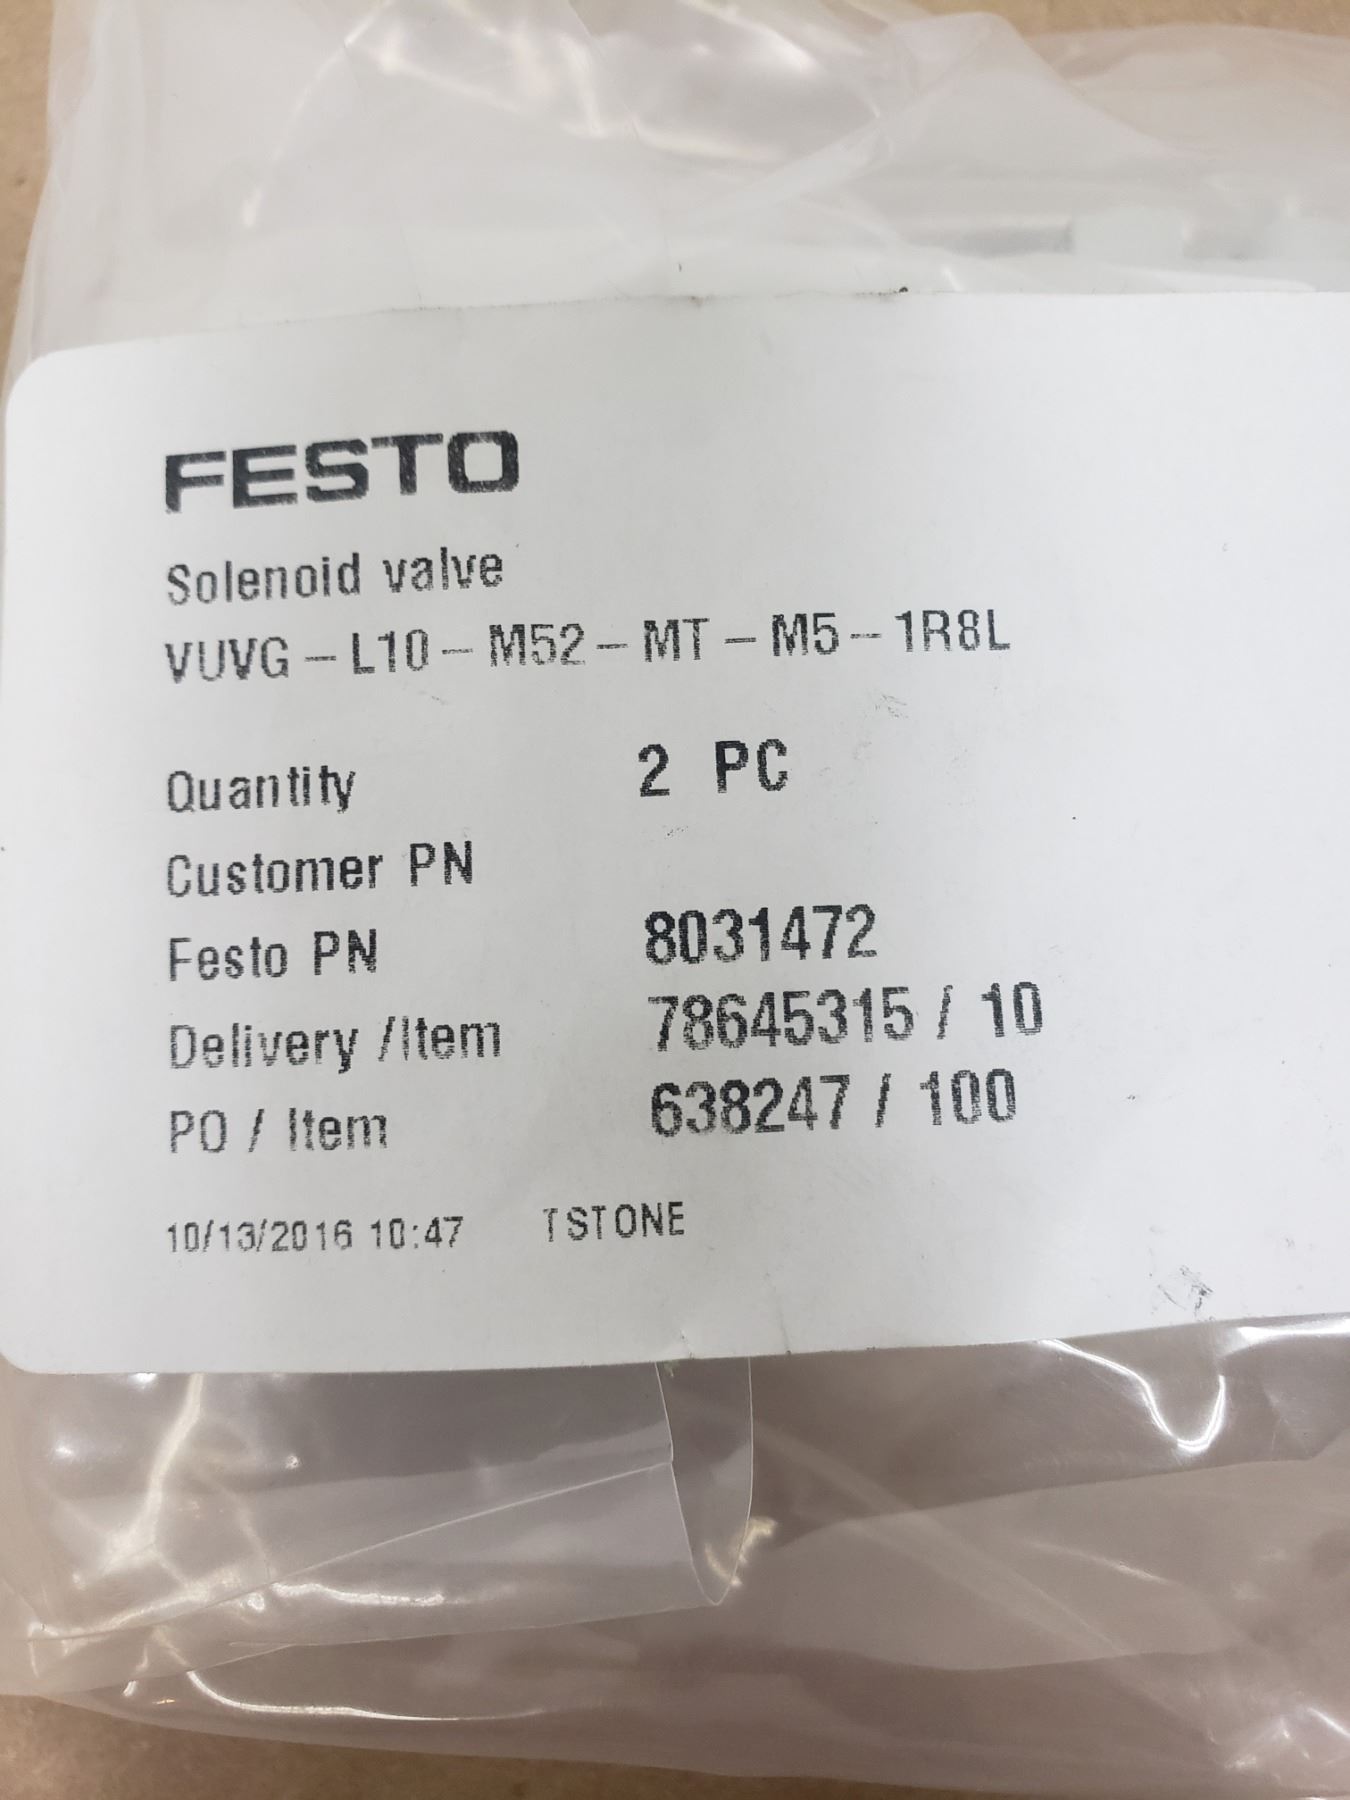 FESTO
Solenoid valve
VUVG-L10-M52-MT-M5-1R8L
Quantity 2 PC
Customer PN
Festo PN 8031472
Delivery /Item 78645315 / 10
PO / Item 638247 / 100
10/13/2016 10:47 TSTONE